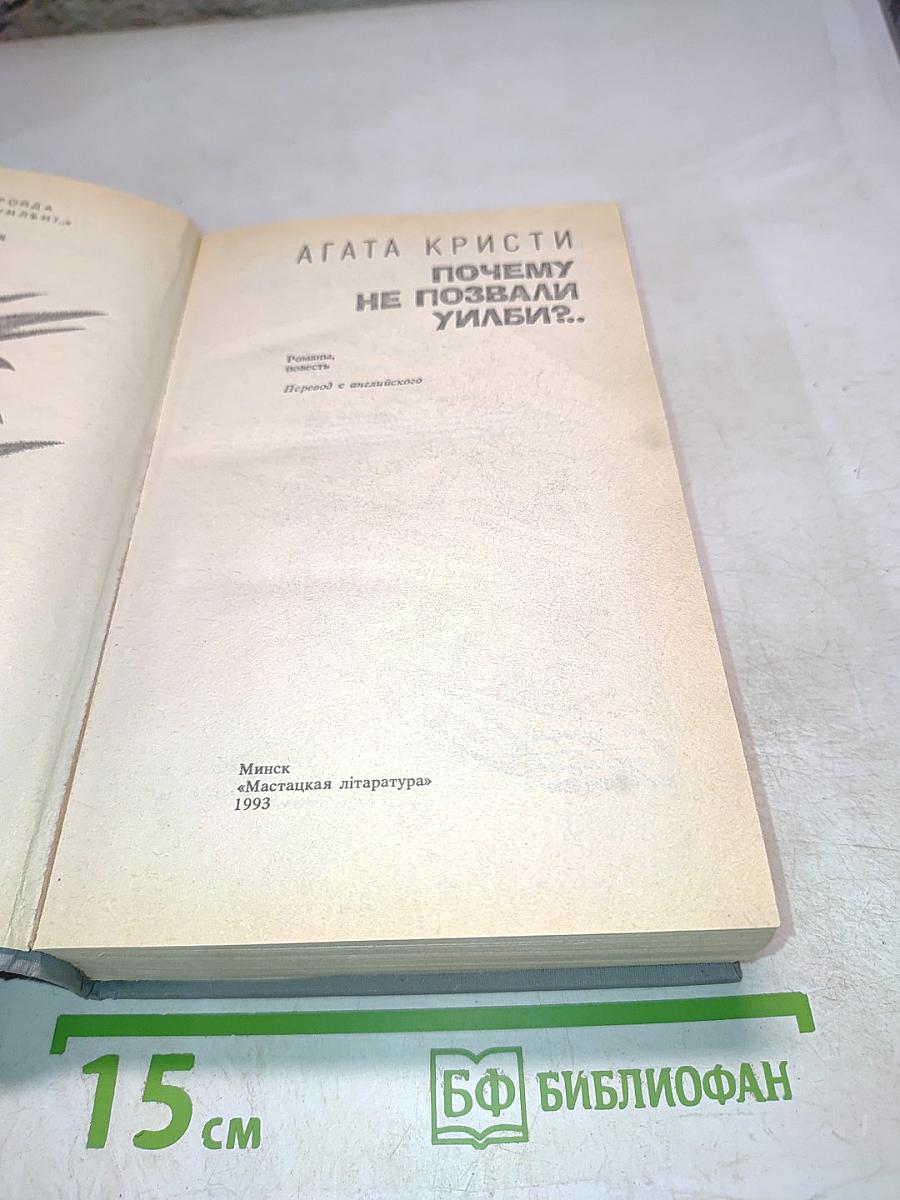 АГАТА КРИСТИ
ПОЧЕМУ
НЕ ПОЗВАЛИ
УИЛБИ?..
Романы,
повесть
Перевод с английского
Минск
«Мастацкая літаратура»
1993
15 см
БФ БИБЛИОФАН